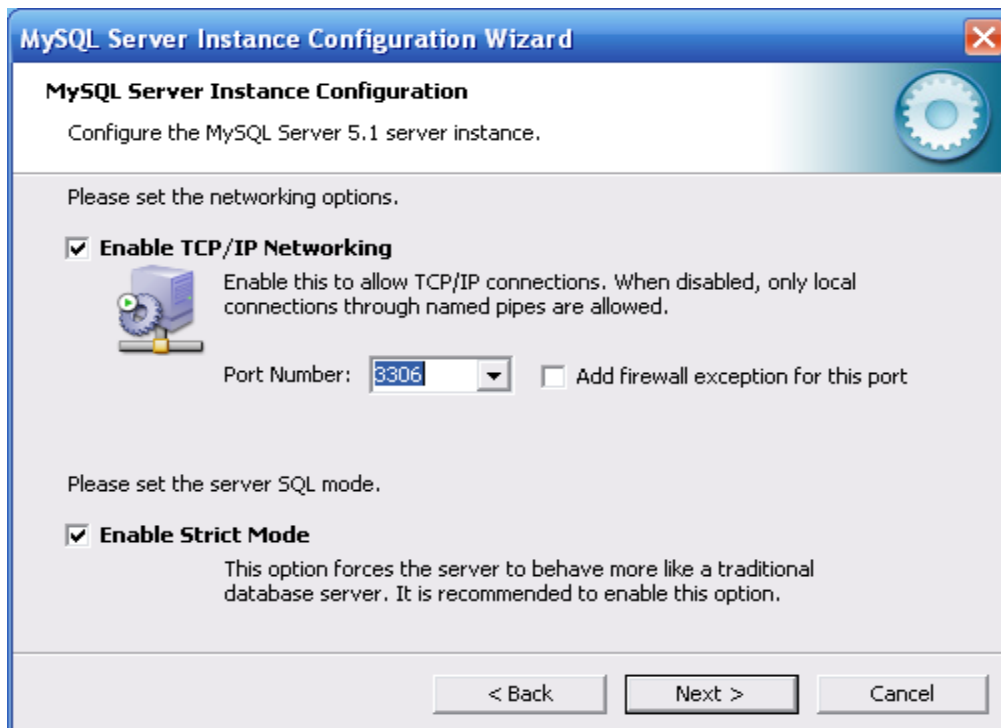 MySQL Server Instance Configuration Wizard
MySQL Server Instance Configuration
Configure the MySQL Server 5.1 server instance.
Please set the networking options.
Enable TCP/IP Networking
Enable this to allow TCP/IP connections. When disabled, only local
connections through named pipes are allowed.
Port Number: 3306 Add firewall exception for this port
Please set the server SQL mode.
Enable Strict Mode
This option forces the server to behave more like a traditional
database server. It is recommended to enable this option.
< Back Next > Cancel